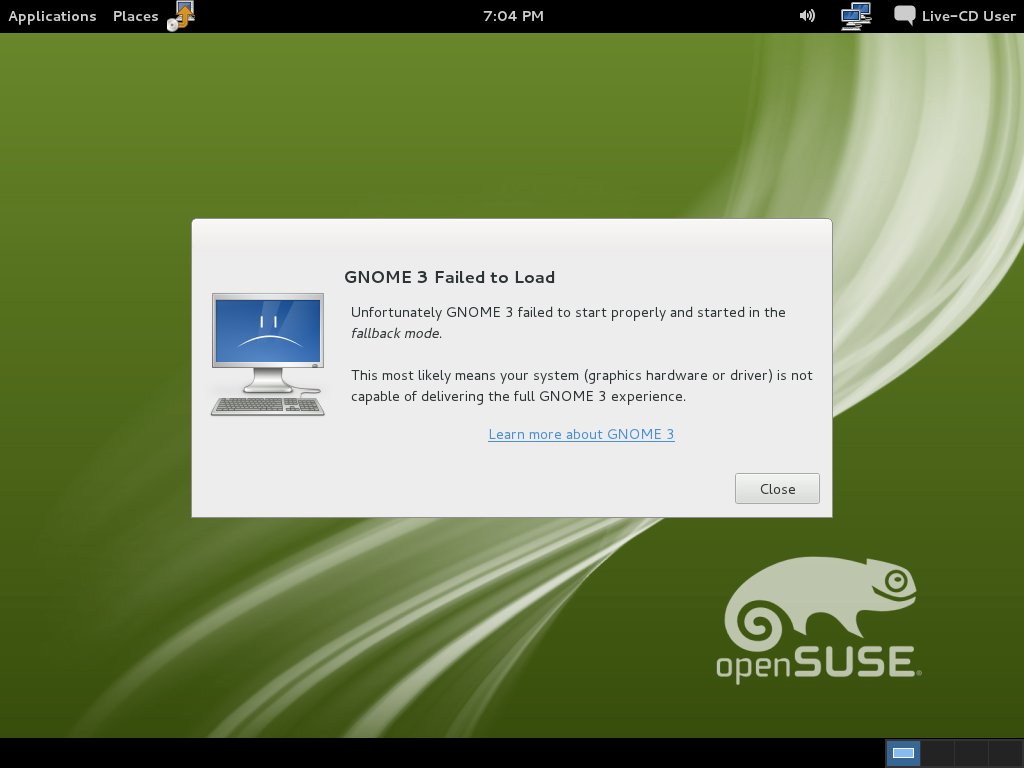 Applications Places 7:04 PM Live-CD User
GNOME 3 Failed to Load
Unfortunately GNOME 3 failed to start properly and started in the
fallback mode.
This most likely means your system (graphics hardware or driver) is not
capable of delivering the full GNOME 3 experience.
Learn more about GNOME 3
Close
openSUSE®